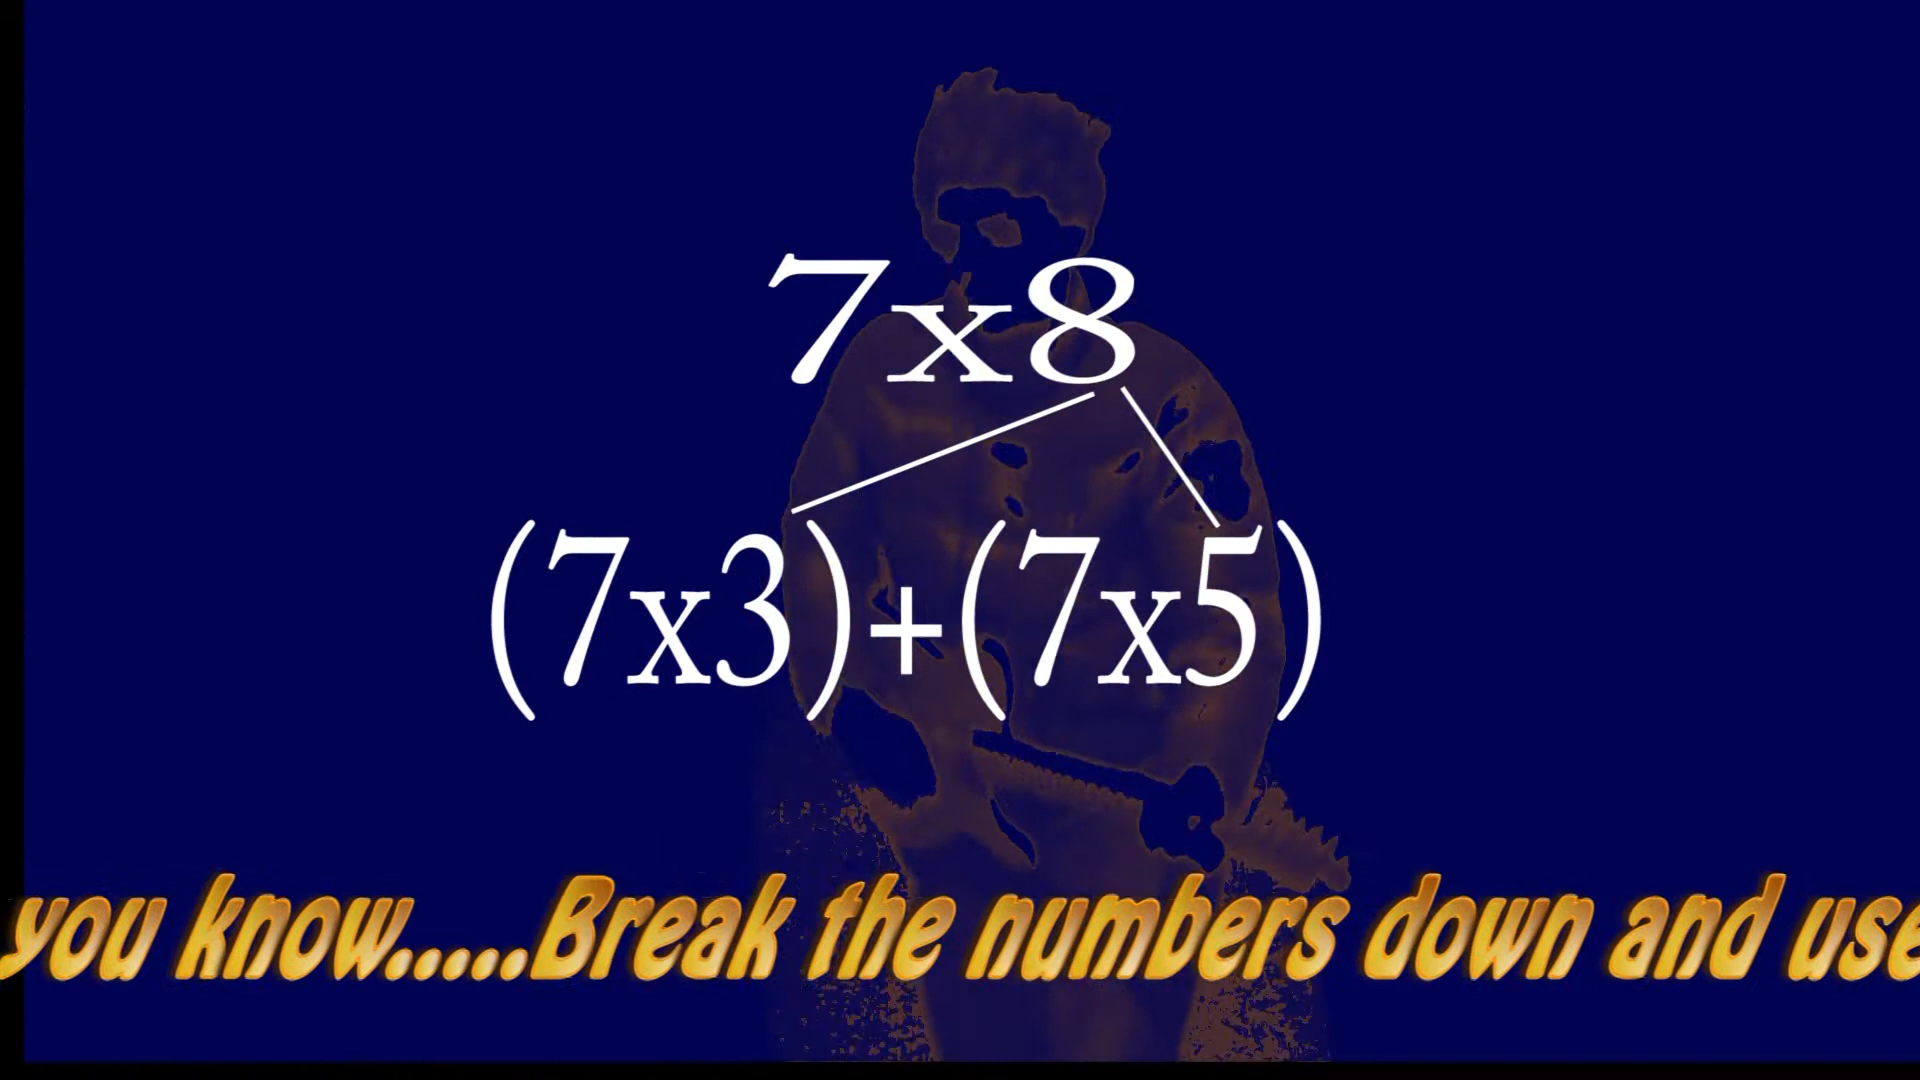 7x8
(7x3)+(7x5)
you know.....Break the numbers down and use